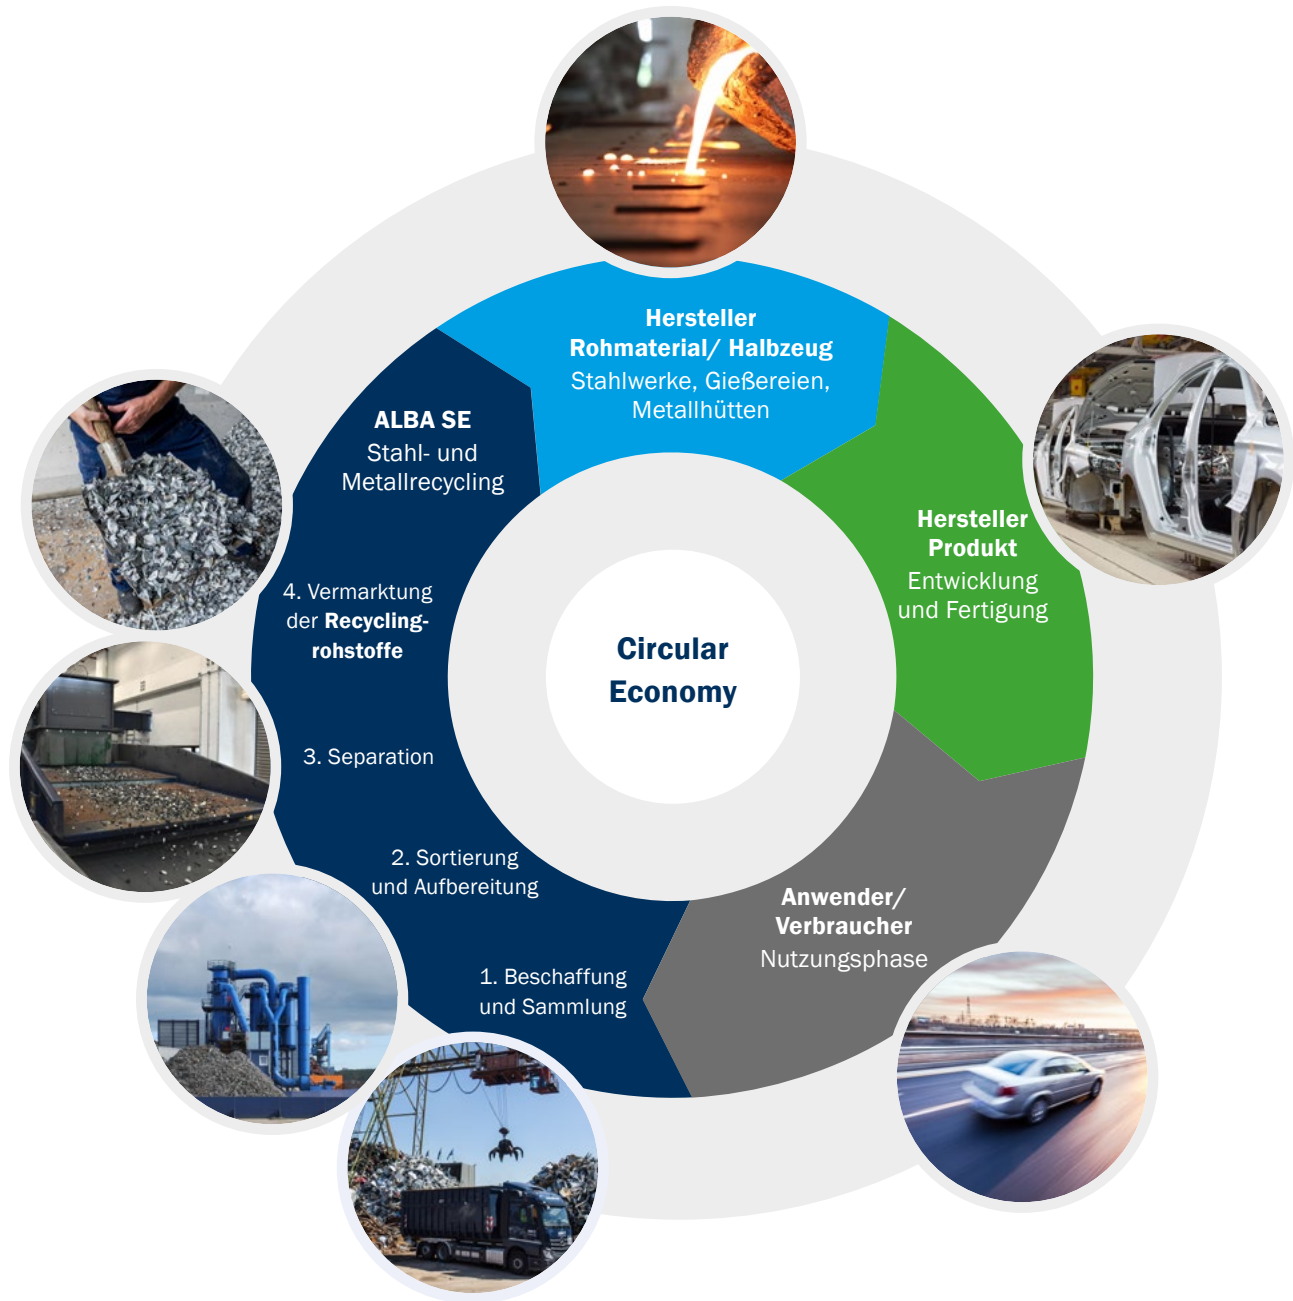 Hersteller
Rohmaterial/ Halbzeug
Stahlwerke, Gießereien,
Metallhütten
ALBA SE
Stahl- und
Metallrecycling
Hersteller
Produkt
Entwicklung
und Fertigung
4. Vermarktung
der Recycling-
rohstoffe
Circular
Economy
3. Separation
2. Sortierung
und Aufbereitung
Anwender/
Verbraucher
Nutzungsphase
1. Beschaffung
und Sammlung